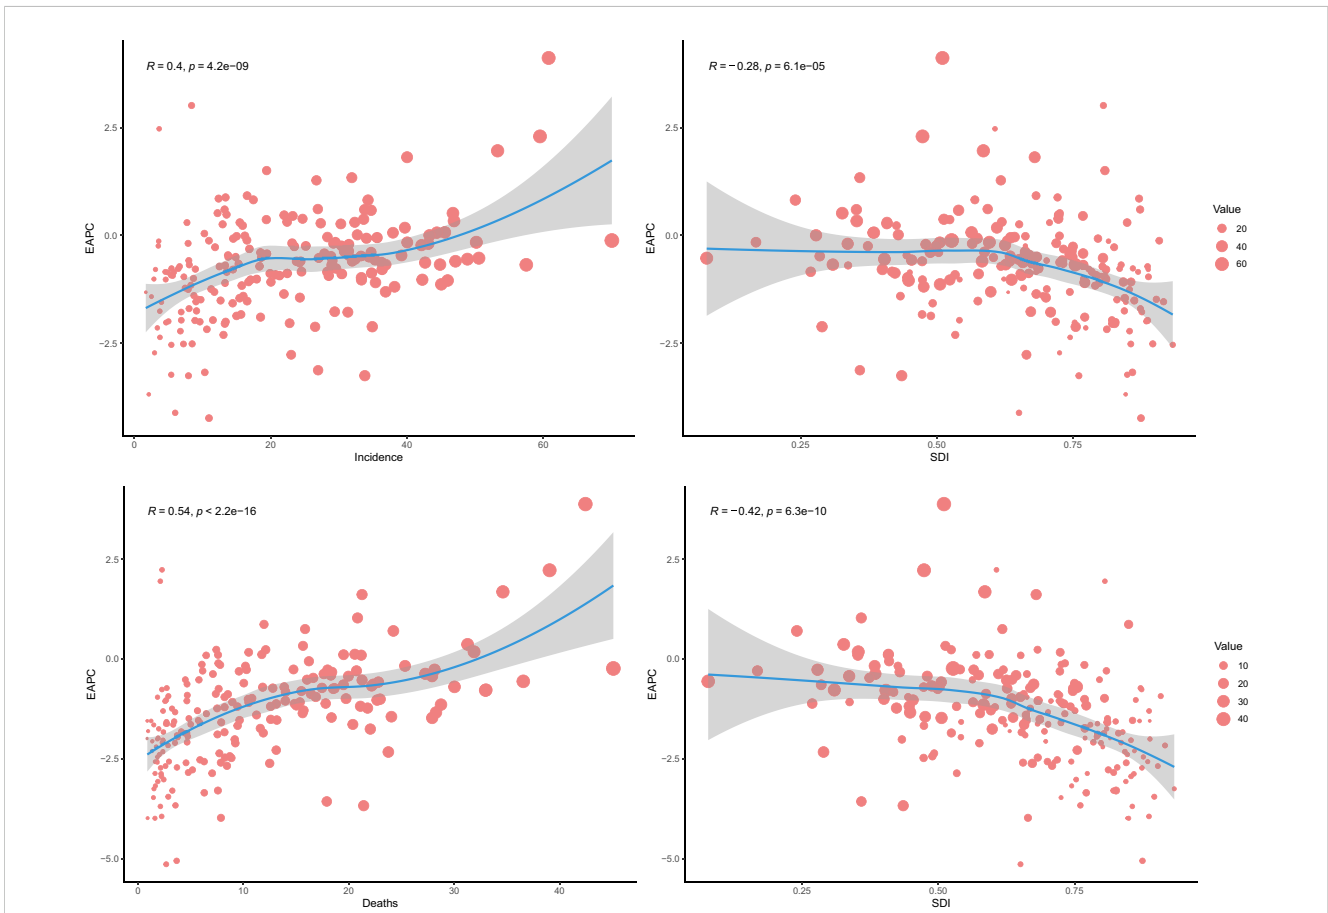 R = 0.4, p = 4.2e−09
EAPC
2.5
0.0
−2.5
0
20
40
60
Incidence
R = −0.28, p = 6.1e−05
EAPC
2.5
0.0
−2.5
0.25
0.50
0.75
SDI
Value
20
40
60
R = 0.54, p < 2.2e−16
EAPC
2.5
0.0
−2.5
−5.0
0
10
20
30
40
Deaths
R = −0.42, p = 6.3e−10
EAPC
2.5
0.0
−2.5
−5.0
0.25
0.50
0.75
SDI
Value
10
20
30
40